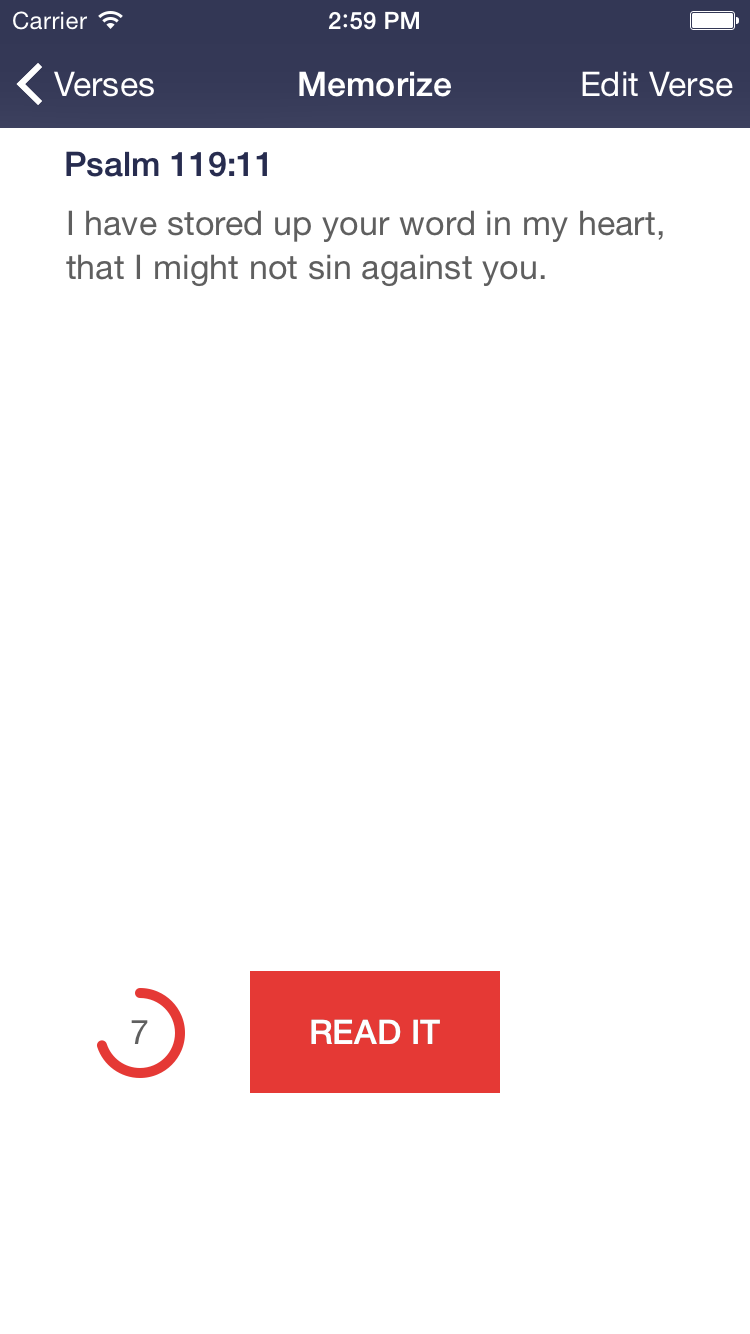 Carrier 2:59 PM
Verses Memorize Edit Verse
Psalm 119:11
I have stored up your word in my heart,
that I might not sin against you.
7 READ IT